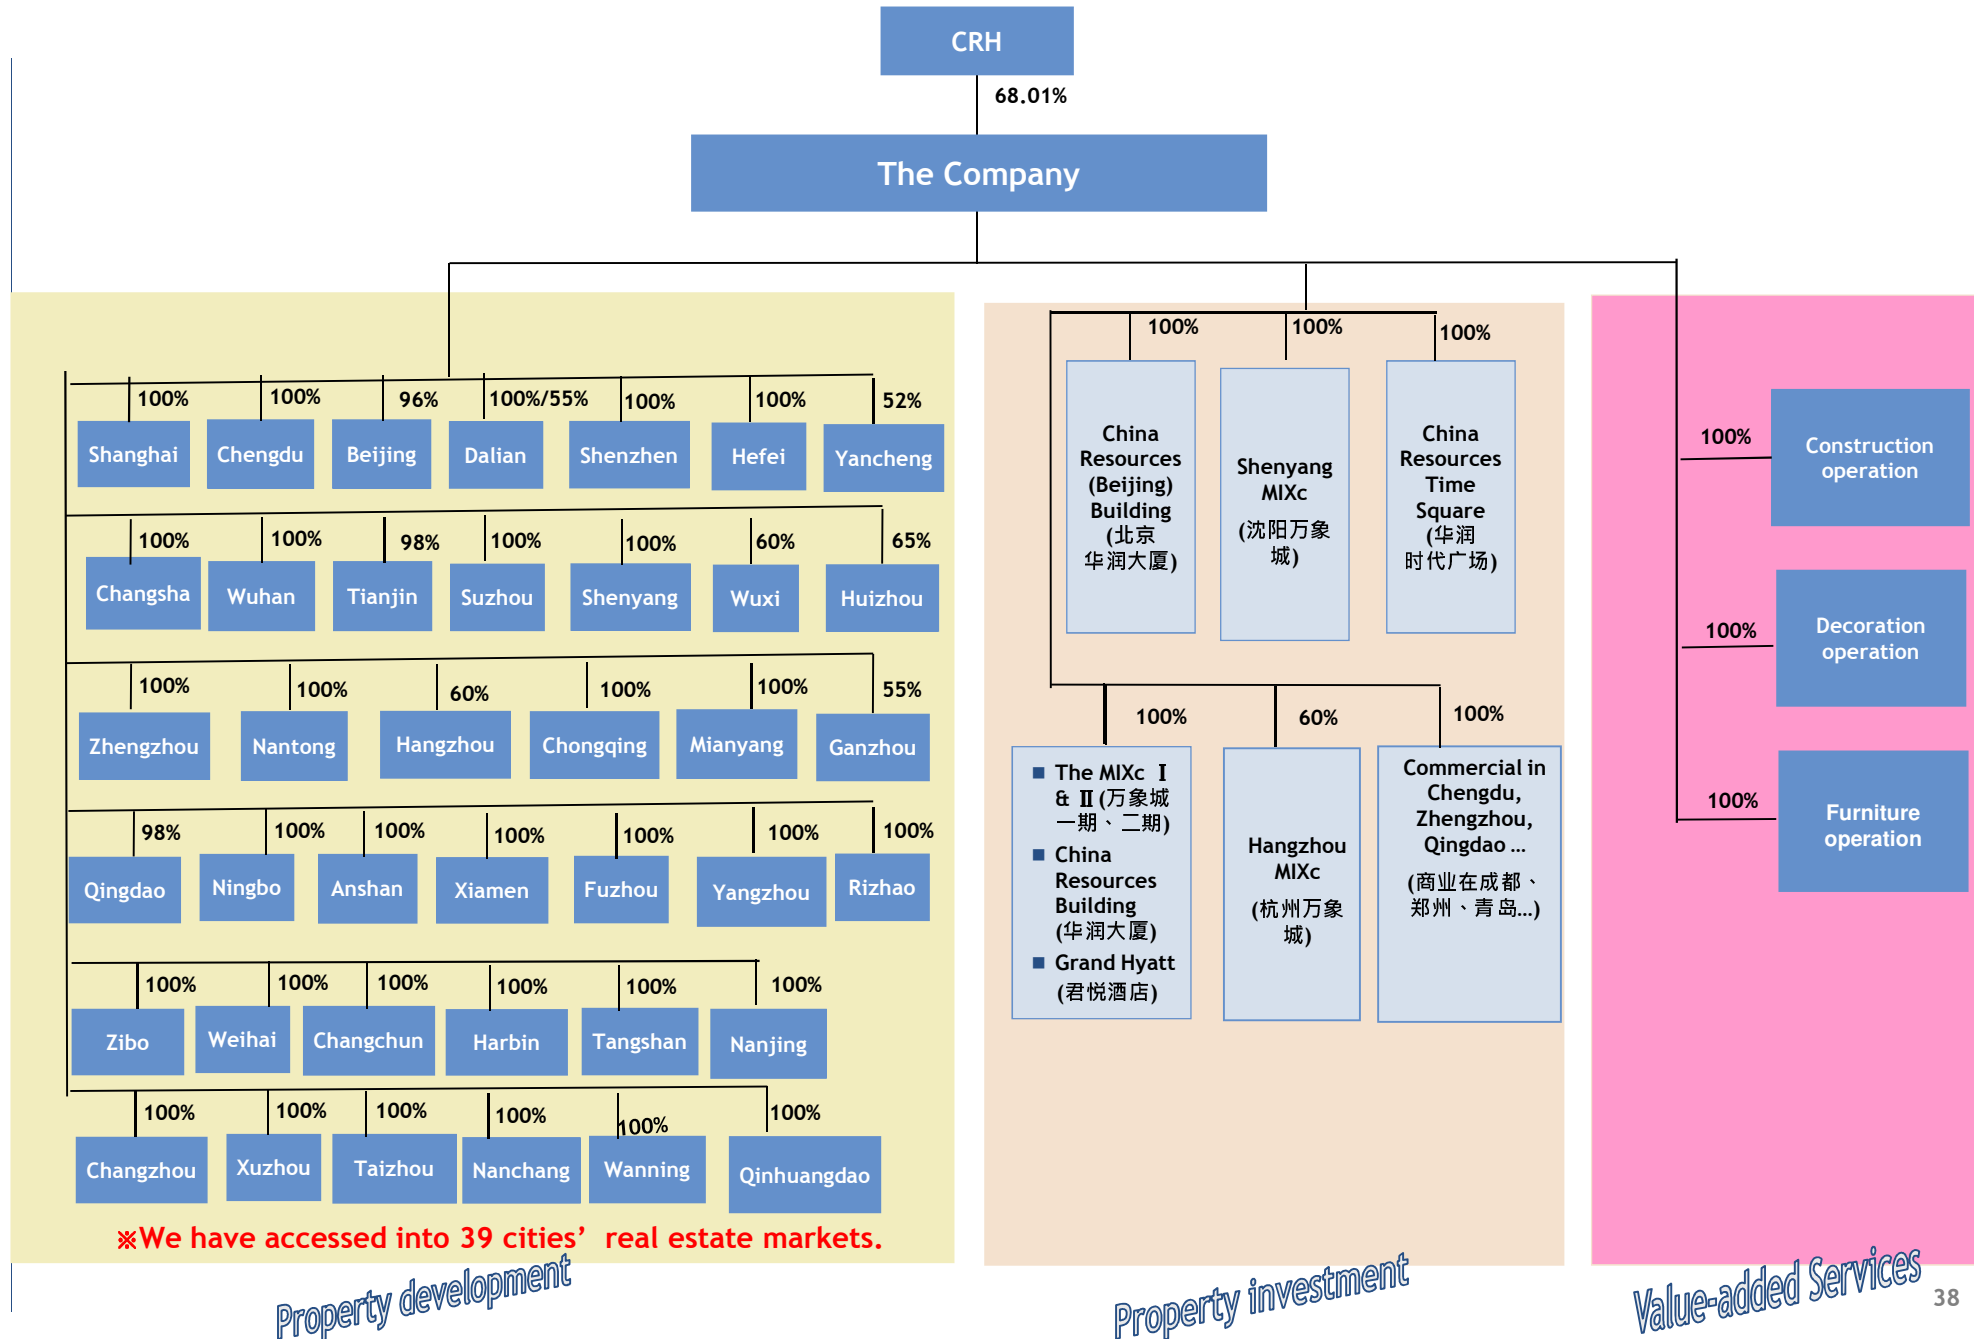 CRH
68.01%
The Company
100%
100%
96%
100%/55%
100%
100%
52%
Shanghai
Chengdu
Beijing
Dalian
Shenzhen
Hefei
Yancheng
100%
100%
98%
100%
100%
60%
65%
Changsha
Wuhan
Tianjin
Suzhou
Shenyang
Wuxi
Huizhou
100%
100%
60%
100%
100%
55%
Zhengzhou
Nantong
Hangzhou
Chongqing
Mianyang
Ganzhou
98%
100%
100%
100%
100%
100%
100%
Qingdao
Ningbo
Anshan
Xiamen
Fuzhou
Yangzhou
Rizhao
100%
100%
100%
100%
100%
100%
Zibo
Weihai
Changchun
Harbin
Tangshan
Nanjing
100%
100%
100%
100%
100%
100%
Changzhou
Xuzhou
Taizhou
Nanchang
Wanning
Qinhuangdao
※We have accessed into 39 cities’ real estate markets.
Property development
100%
100%
100%
China
Resources
(Beijing)
Building
(北京
华润大厦)
Shenyang
MIXc
(沈阳万象
城)
China
Resources
Time
Square
(华润
时代广场)
100%
60%
100%
■ The MIXc Ⅰ
& Ⅱ (万象城
一期、二期)
■ China
Resources
Building
(华润大厦)
■ Grand Hyatt
(君悦酒店)
Hangzhou
MIXc
(杭州万象
城)
Commercial in
Chengdu,
Zhengzhou,
Qingdao …
(商业在成都、
郑州、青岛…)
Property investment
100%
Construction
operation
100%
Decoration
operation
100%
Furniture
operation
Value-added Services
38